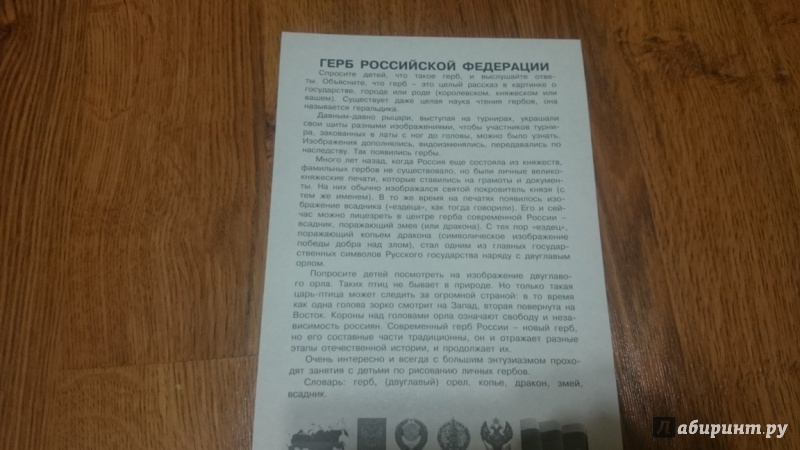 ГЕРБ РОССИЙСКОЙ ФЕДЕРАЦИИ
Спросите детей, что такое герб, и выслушайте отве-
ты. Объясните, что герб – это целый рассказ в картинке о
государстве, городе или роде (королевском, княжеском или
вашем). Существует даже целая наука чтения гербов, она
называется геральдика.
Давным-давно рыцари, выступая на турнирах, украшали
свои щиты разными изображениями, чтобы участников турни-
ра, закованных в латы с ног до головы, можно было узнать.
Изображения дополнялись, видоизменялись, передавались по
наследству. Так появились гербы.
Много лет назад, когда Россия еще состояла из княжеств,
фамильных гербов не существовало, но были личные велико-
княжеские печати, которые ставились на грамоты и докумен-
ты. На них обычно изображался святой покровитель князя (с
тем же именем). В то же время на печатях появилось изо-
бражение всадника («ездеца», как тогда говорили). Его и сей-
час можно лицезреть в центре герба современной России –
всадник, поражающий змея (или дракона). С тех пор «ездец»,
поражающий копьем дракона (символическое изображение
победы добра над злом), стал одним из главных государ-
ственных символов Русского государства наряду с двуглавым
орлом.
Попросите детей посмотреть на изображение двуглаво-
го орла. Таких птиц не бывает в природе. Но только такая
царь-птица может следить за огромной страной: в то время
как одна голова зорко смотрит на Запад, вторая повернута на
Восток. Короны над головами орла означают свободу и неза-
висимость россиян. Современный герб России – новый герб,
но его составные части традиционны, он и отражает разные
этапы отечественной истории, и продолжает их.
Очень интересно и всегда с большим энтузиазмом прохо-
дят занятия с детьми по рисованию личных гербов.
Словарь: герб, (двуглавый) орел, копье, дракон, змей,
всадник.
Лабиринт.ру